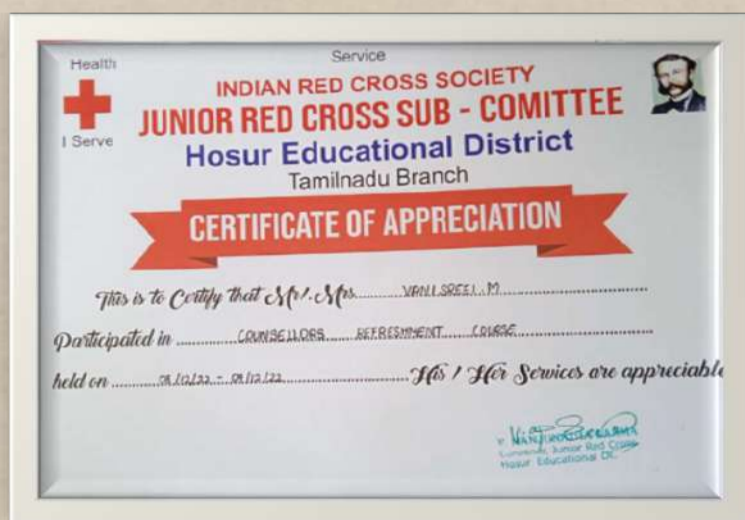 Health
Service
I Serve
INDIAN RED CROSS SOCIETY
JUNIOR RED CROSS SUB - COMITTEE
Hosur Educational District
Tamilnadu Branch
CERTIFICATE OF APPRECIATION
This is to Certify that Mr/. Mrs. VANI SREE . M
Participated in COUNSELLORS REFRESHMENT COURSE
held on His / Her Services are appreciable
Junior Red Cross
Hosur Educational Dt.